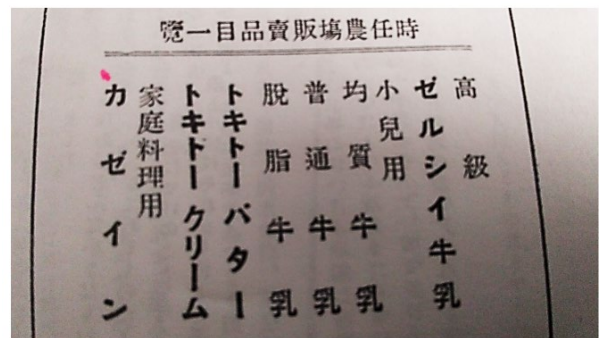 時任農塲販賣品目一覽
高級
ゼルシイ牛乳
小兒用
均質牛乳
普通牛乳
脫脂牛乳
トキトーバター
トキトークリーム
家庭料理用
カゼイン